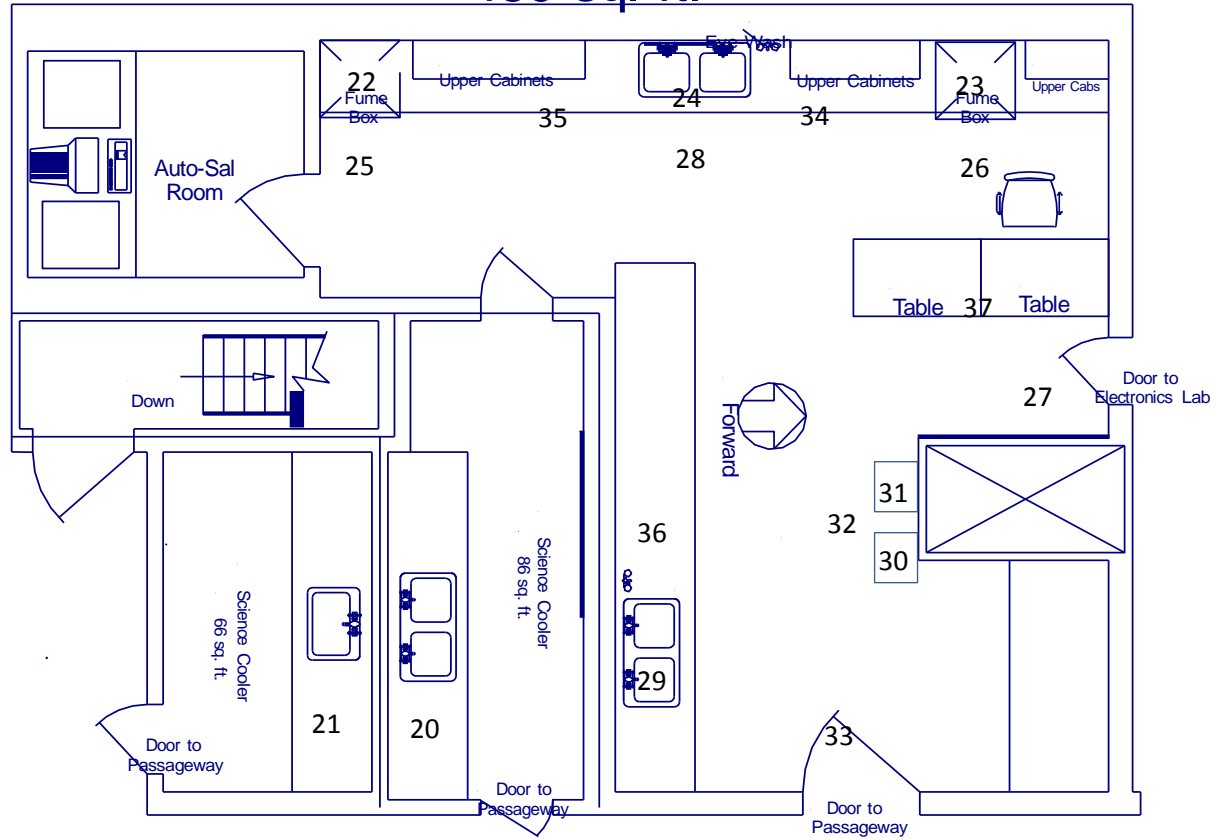 Eye Wash
22
Fume
Box
Upper Cabinets
24
Upper Cabinets
23
Fume
Box
Upper Cabs
35
34
25
28
26
Auto-Sal
Room
Table
37
Table
Down
27
Door to
Electronics Lab
Forward
31
32
30
36
Science Cooler
86 sq. ft.
Science Cooler
66 sq. ft.
29
21
20
33
Door to
Passageway
Door to
Passageway
Door to
Passageway